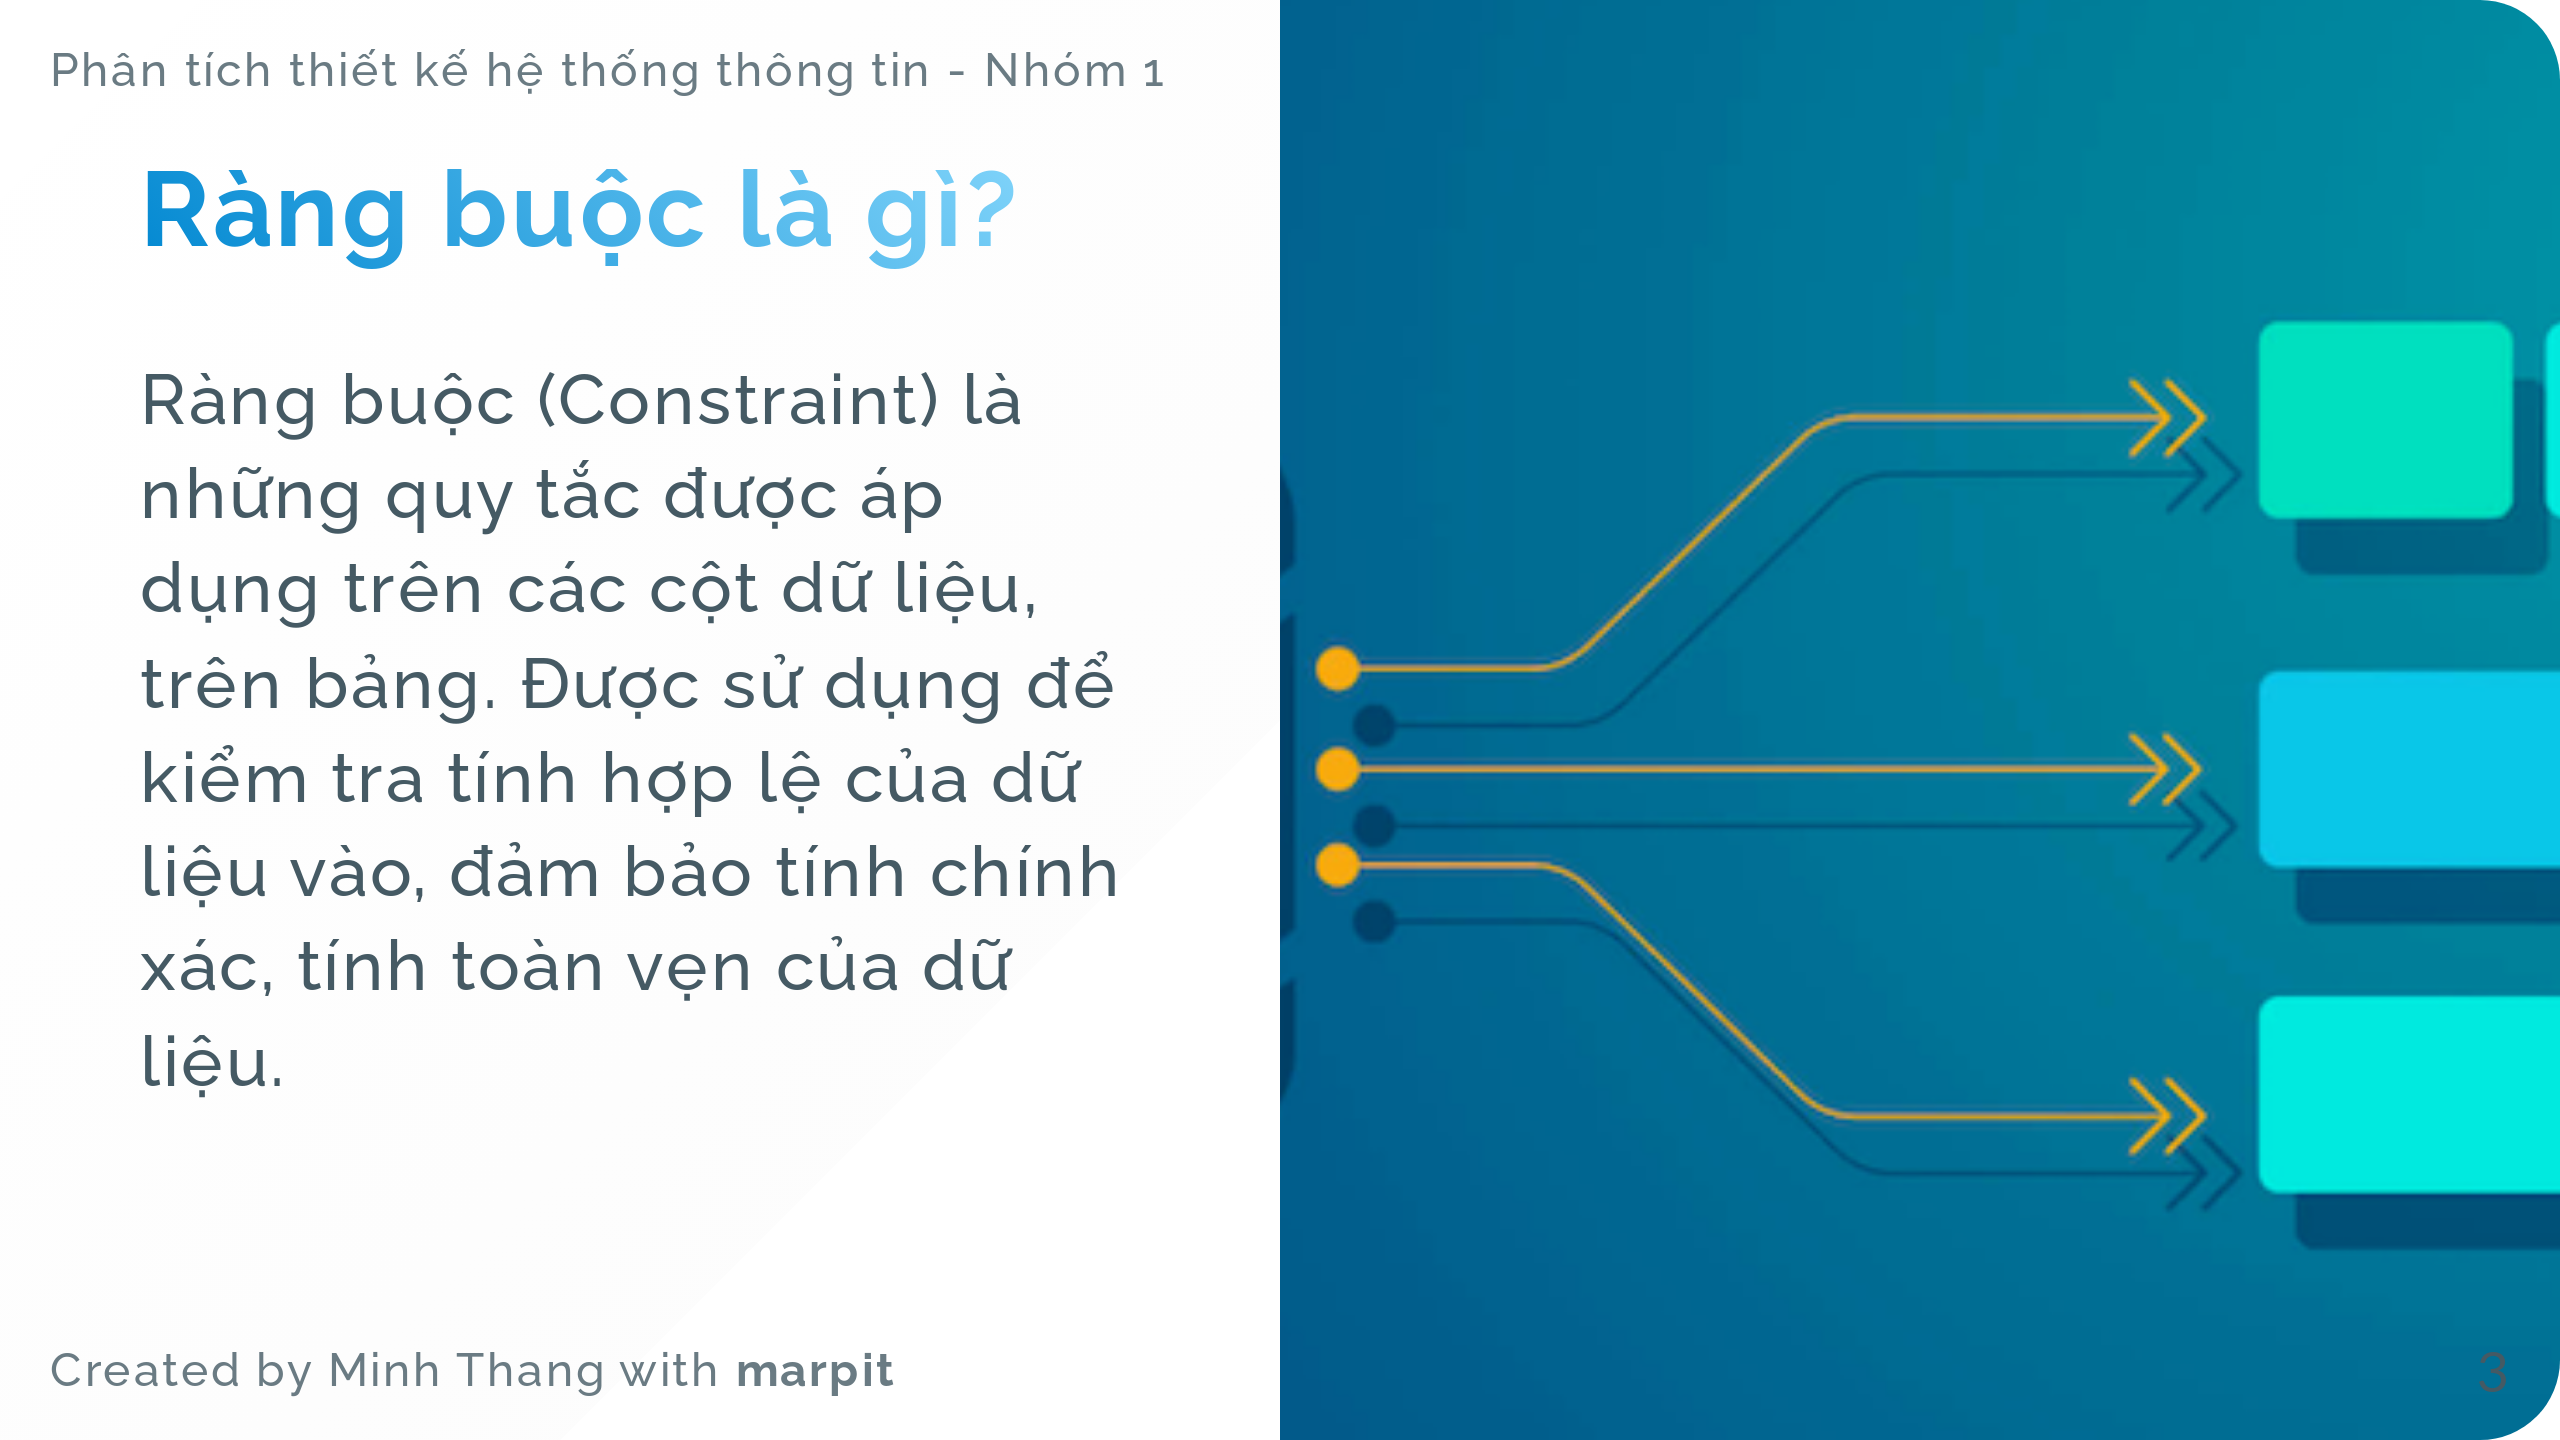 Phân tích thiết kế hệ thống thông tin - Nhóm 1
Ràng buộc là gì?
Ràng buộc (Constraint) là
những quy tắc được áp
dụng trên các cột dữ liệu,
trên bảng. Được sử dụng để
kiểm tra tính hợp lệ của dữ
liệu vào, đảm bảo tính chính
xác, tính toàn vẹn của dữ
liệu.
Created by Minh Thang with marpit
3